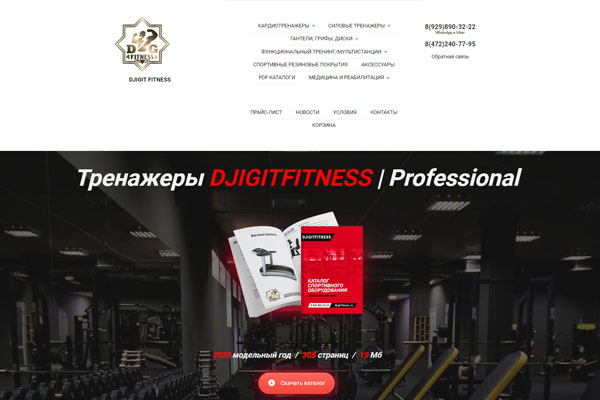 D G
FITNESS
DJIGIT FITNESS
КАРДИОТРЕНАЖЕРЫ СИЛОВЫЕ ТРЕНАЖЕРЫ
ГАНТЕЛИ, ГРИФЫ, ДИСКИ
ФУНКЦИОНАЛЬНЫЙ ТРЕНИНГ/МУЛЬТИСТАНЦИИ
СПОРТИВНЫЕ РЕЗИНОВЫЕ ПОКРЫТИЯ АКСЕССУАРЫ
PDF КАТАЛОГИ МЕДИЦИНА И РЕАБИЛИТАЦИЯ
8(929)890-32-22
WhatsApp и Viber
8(472)240-77-95
Обратная связь
ПРАЙС-ЛИСТ НОВОСТИ УСЛОВИЯ КОНТАКТЫ
КОРЗИНА
Тренажеры DJIGITFITNESS | Professional
DJIGITFITNESS
КАТАЛОГ
СПОРТИВНОГО
ОБОРУДОВАНИЯ
2020 модельный год / страниц / 15 Мб
Скачать каталог